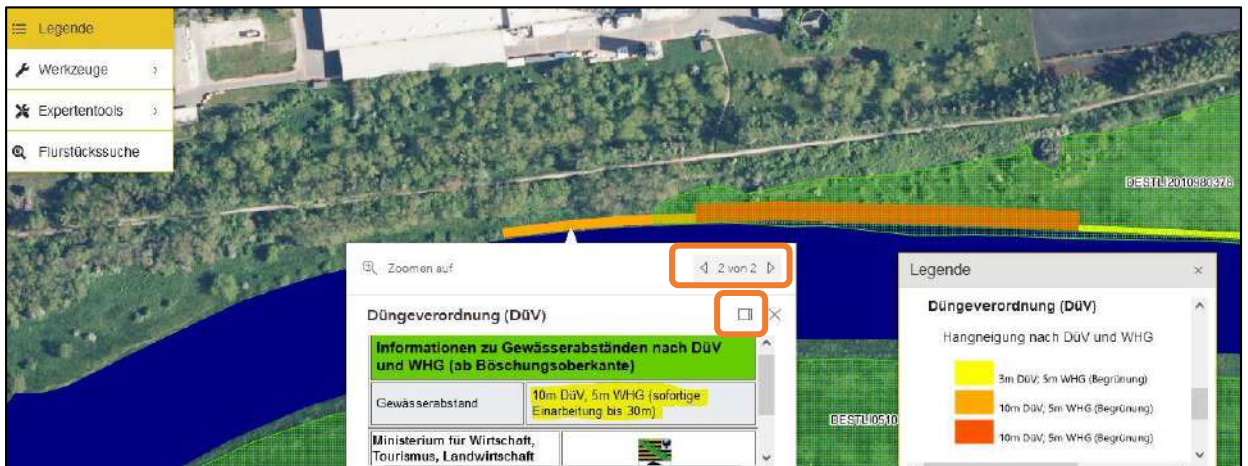 Legende
Werkzeuge
Expertentools
Flurstückssuche
DESTLI2010980378
Zoomen auf
2 von 2
Düngeverordnung (DüV)
Informationen zu Gewässerabständen nach DüV
und WHG (ab Böschungsoberkante)
Gewässerabstand
10m DüV, 5m WHG (sofortige
Einarbeitung bis 30m)
Ministerium für Wirtschaft,
Tourismus, Landwirtschaft
DESTLI0510
Legende
Düngeverordnung (DüV)
Hangneigung nach DüV und WHG
3m DüV; 5m WHG (Begrünung)
10m DüV; 5m WHG (Begrünung)
10m DüV; 5m WHG (Begrünung)